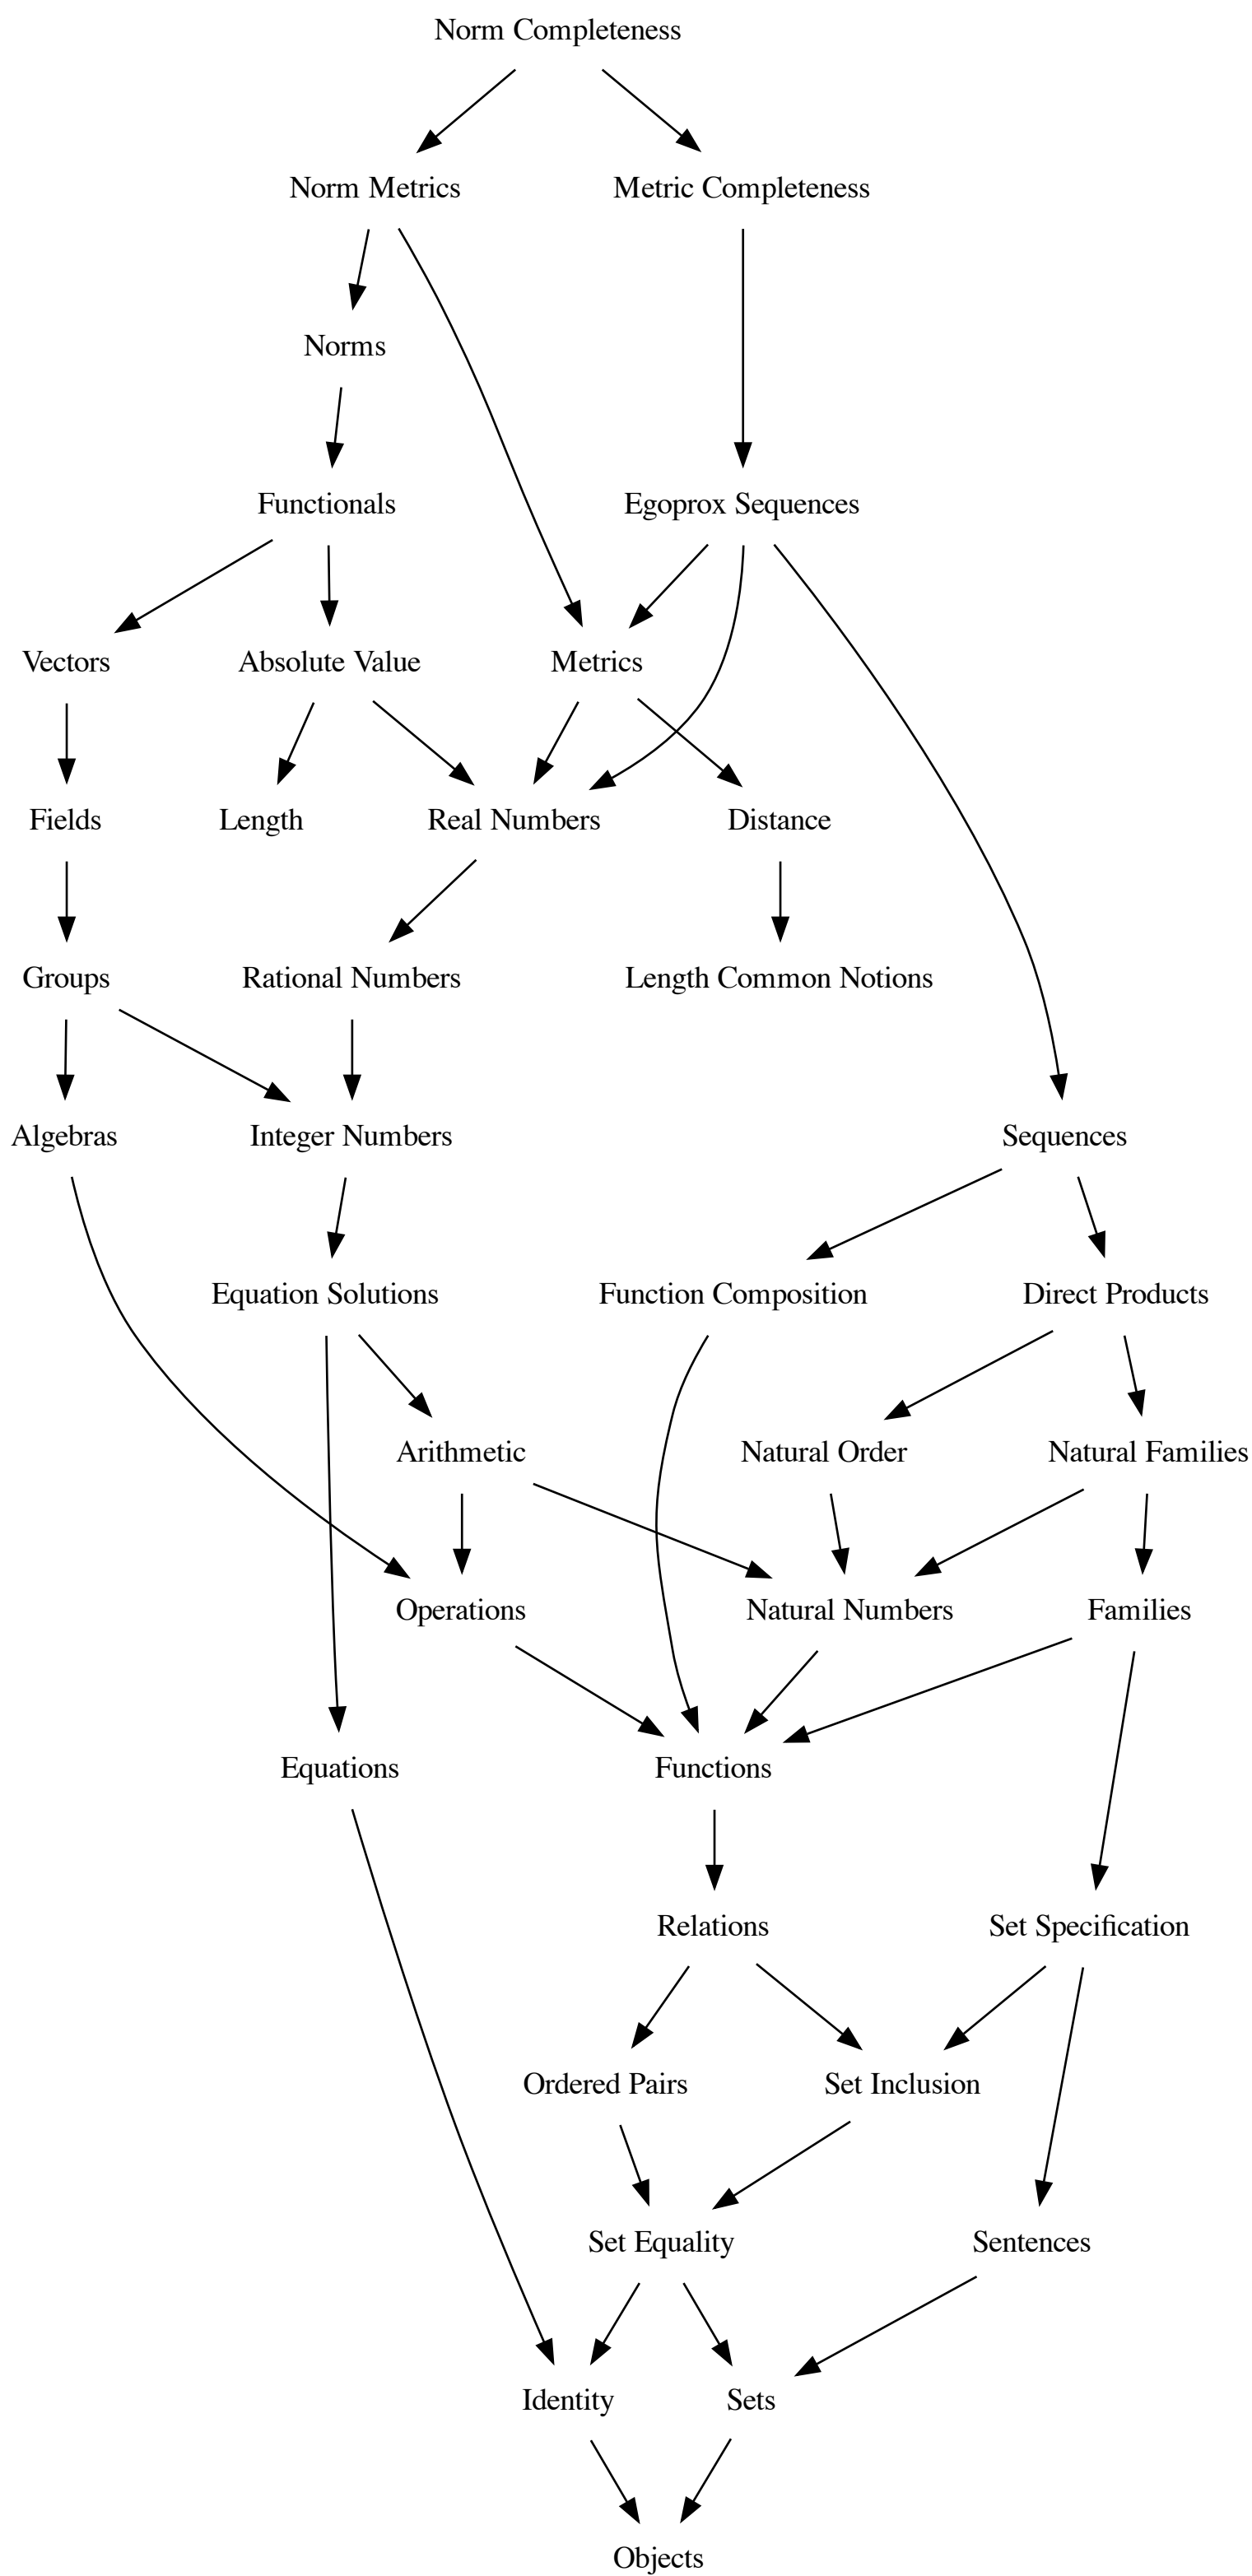 Norm Completeness
Norm Metrics
Metric Completeness
Norms
Functionals
Egoprox Sequences
Vectors
Absolute Value
Metrics
Fields
Length
Real Numbers
Distance
Groups
Rational Numbers
Length Common Notions
Algebras
Integer Numbers
Sequences
Equation Solutions
Function Composition
Direct Products
Arithmetic
Natural Order
Natural Families
Operations
Natural Numbers
Families
Equations
Functions
Relations
Set Specification
Ordered Pairs
Set Inclusion
Set Equality
Sentences
Identity
Sets
Objects